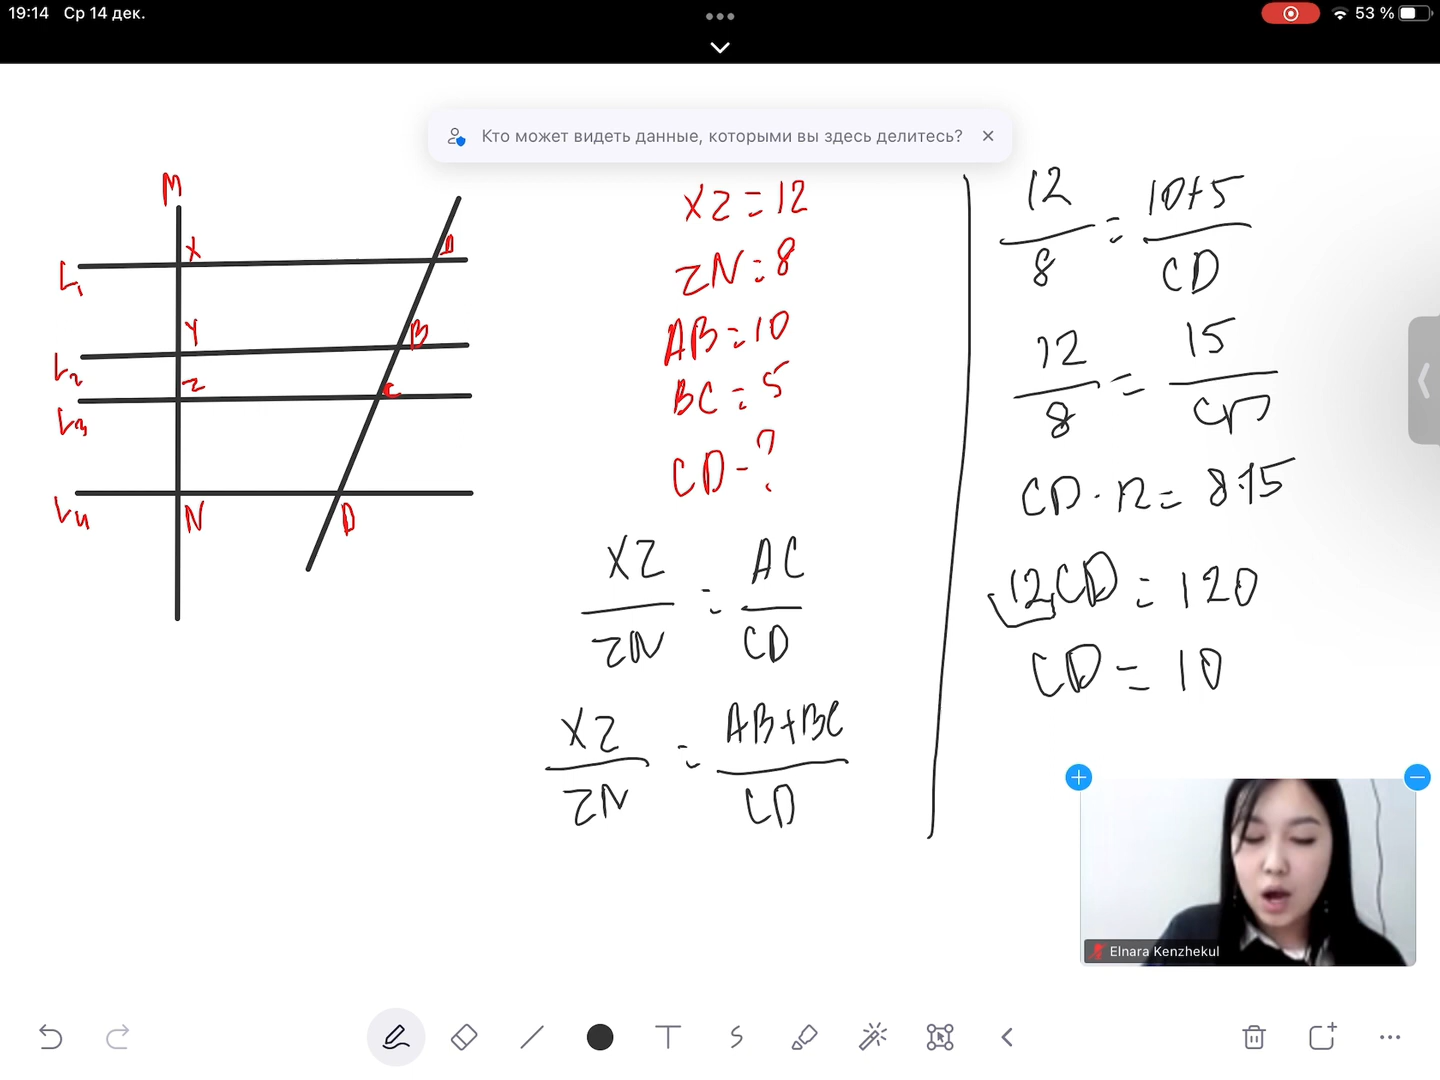 19:14 Ср 14 дек.
53 %
Кто может видеть данные, которыми вы здесь делитесь?
M
X
A
L1
Y
B
L2
Z
C
L3
L4
N
D
XZ = 12
ZN = 8
AB = 10
BC = 5
CD - ?
XZ/ZN = AC/CD
XZ/ZN = AB+BC/CD
12/8 = 10+5/CD
12/8 = 15/CD
CD · 12 = 8·15
12CD = 120
CD = 10
Elnara Kenzhekul
T